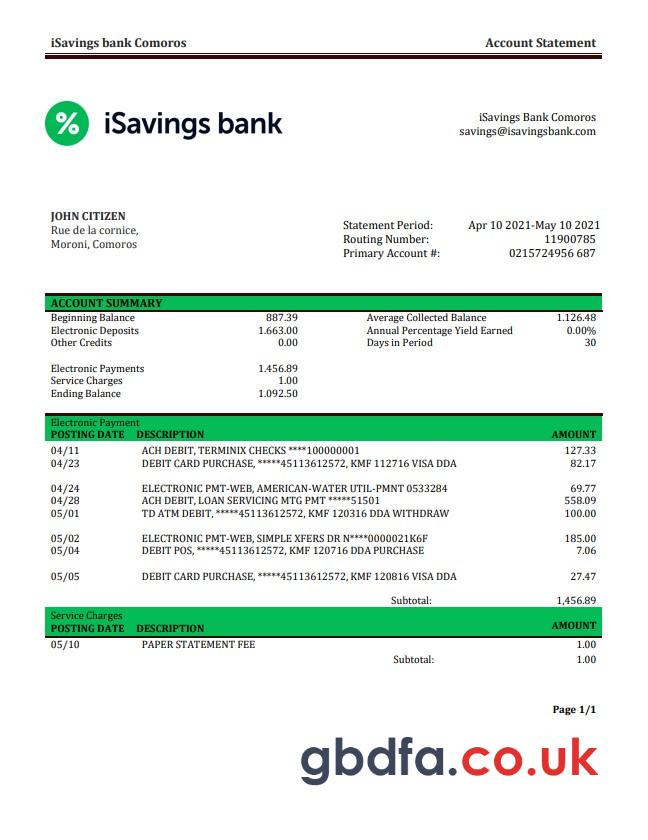 iSavings bank Comoros Account Statement
% iSavings bank
iSavings Bank Comoros
savings@isavingsbank.com
JOHN CITIZEN
Rue de la cornice,
Moroni, Comoros
Statement Period: Apr 10 2021-May 10 2021
Routing Number: 11900785
Primary Account #: 0215724956 687
ACCOUNT SUMMARY
Beginning Balance 887.39 Average Collected Balance 1.126.48
Electronic Deposits 1.663.00 Annual Percentage Yield Earned 0.00%
Other Credits 0.00 Days in Period 30
Electronic Payments 1.456.89
Service Charges 1.00
Ending Balance 1.092.50
Electronic Payment
POSTING DATE DESCRIPTION AMOUNT
04/11 ACH DEBIT, TERMINIX CHECKS ****100000001 127.33
04/23 DEBIT CARD PURCHASE, *****45113612572, KMF 112716 VISA DDA 82.17
04/24 ELECTRONIC PMT-WEB, AMERICAN-WATER UTIL-PMNT 0533284 69.77
04/28 ACH DEBIT, LOAN SERVICING MTG PMT *****51501 558.09
05/01 TD ATM DEBIT, *****45113612572, KMF 120316 DDA WITHDRAW 100.00
05/02 ELECTRONIC PMT-WEB, SIMPLE XFERS DR N****0000021K6F 185.00
05/04 DEBIT POS, *****45113612572, KMF 120716 DDA PURCHASE 7.06
05/05 DEBIT CARD PURCHASE, *****45113612572, KMF 120816 VISA DDA 27.47
Subtotal: 1,456.89
Service Charges
POSTING DATE DESCRIPTION AMOUNT
05/10 PAPER STATEMENT FEE 1.00
Subtotal: 1.00
Page 1/1
gbdfa.co.uk